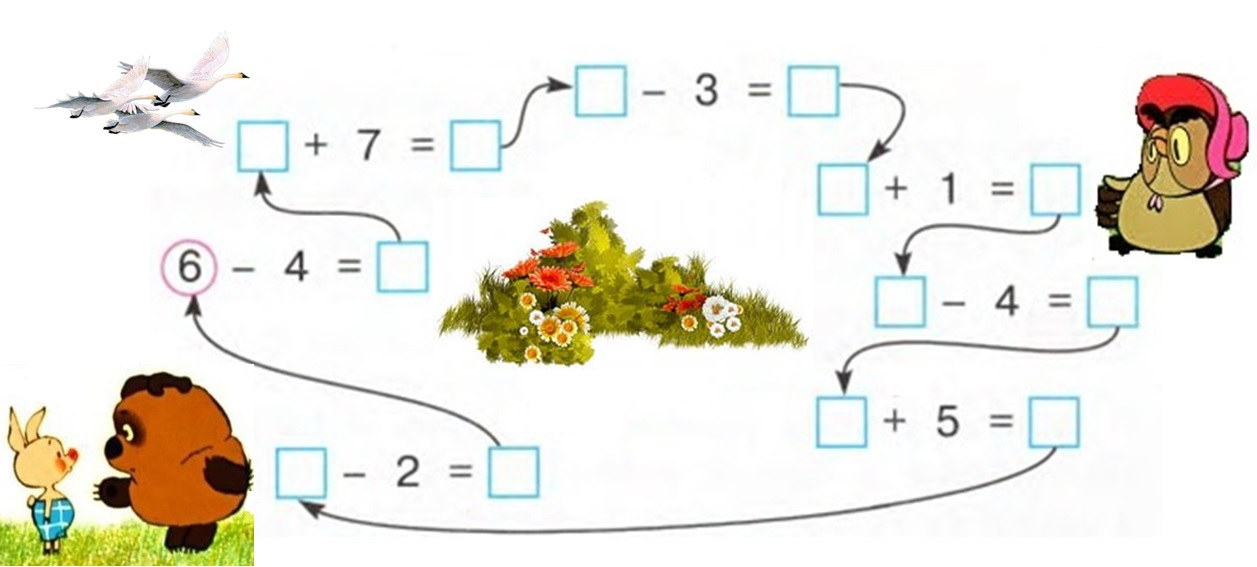 □ - 3 = □
□ + 7 = □
□ + 1 = □
6 - 4 = □
□ - 4 = □
□ + 5 = □
□ - 2 = □